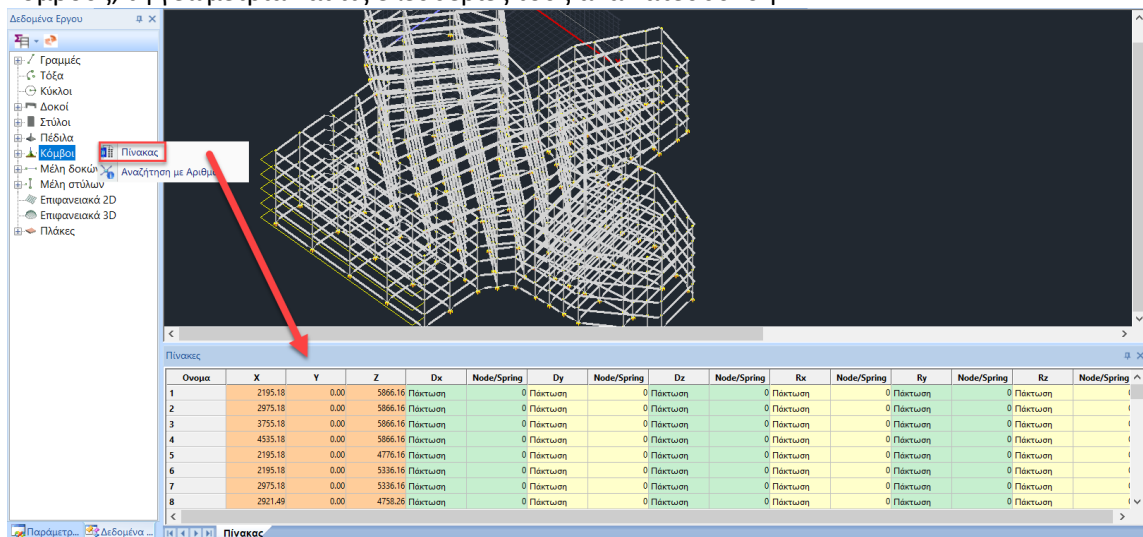 Δεδομένα Έργου
Γραμμές
Τόξα
Κύκλοι
Δοκοί
Στύλοι
Πέδιλα
Κόμβοι
Πίνακας
Μέλη δοκών
Αναζήτηση με Αριθμό
Μέλη στύλων
Επιφανειακά 2D
Επιφανειακά 3D
Πλάκες
Πίνακες
Ονομα X Y Z Dx Node/Spring Dy Node/Spring Dz Node/Spring Rx Node/Spring Ry Node/Spring Rz Node/Spring
1 2195.18 0.00 5866.16 Πάκτωση 0 Πάκτωση 0 Πάκτωση 0 Πάκτωση 0 Πάκτωση 0 Πάκτωση
2 2975.18 0.00 5866.16 Πάκτωση 0 Πάκτωση 0 Πάκτωση 0 Πάκτωση 0 Πάκτωση 0 Πάκτωση
3 3755.18 0.00 5866.16 Πάκτωση 0 Πάκτωση 0 Πάκτωση 0 Πάκτωση 0 Πάκτωση 0 Πάκτωση
4 4535.18 0.00 5866.16 Πάκτωση 0 Πάκτωση 0 Πάκτωση 0 Πάκτωση 0 Πάκτωση 0 Πάκτωση
5 2195.18 0.00 4776.16 Πάκτωση 0 Πάκτωση 0 Πάκτωση 0 Πάκτωση 0 Πάκτωση 0 Πάκτωση
6 2195.18 0.00 5336.16 Πάκτωση 0 Πάκτωση 0 Πάκτωση 0 Πάκτωση 0 Πάκτωση 0 Πάκτωση
7 2975.18 0.00 5336.16 Πάκτωση 0 Πάκτωση 0 Πάκτωση 0 Πάκτωση 0 Πάκτωση 0 Πάκτωση
8 2921.49 0.00 4758.26 Πάκτωση 0 Πάκτωση 0 Πάκτωση 0 Πάκτωση 0 Πάκτωση 0 Πάκτωση
Παράμετρ... Δεδομένα ... Πίνακας